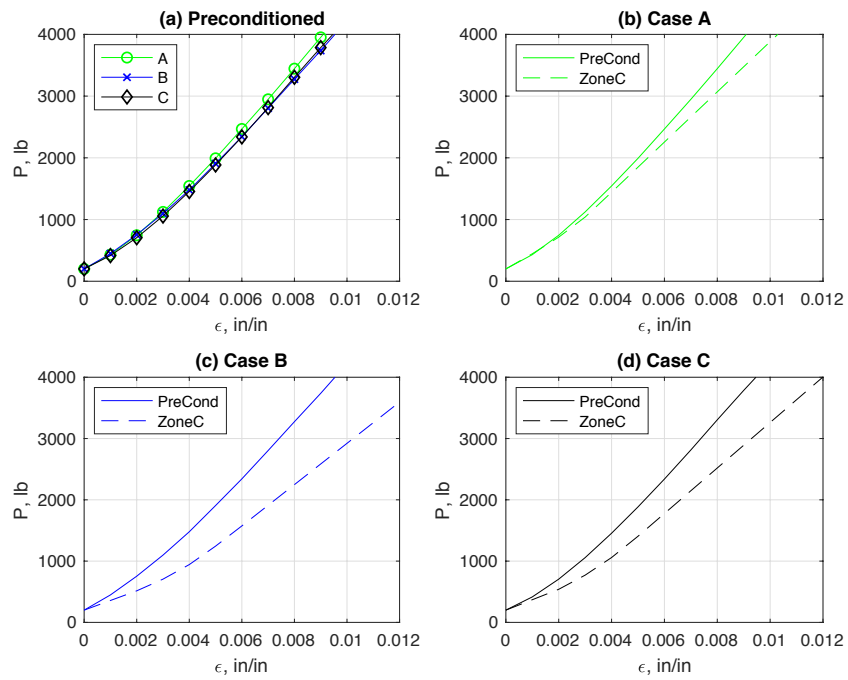 (a) Preconditioned
4000
3000
2000
1000
0
P, lb
A
B
C
0 0.002 0.004 0.006 0.008 0.01 0.012
ϵ, in/in
(b) Case A
4000
3000
2000
1000
0
P, lb
PreCond
ZoneC
0 0.002 0.004 0.006 0.008 0.01 0.012
ϵ, in/in
(c) Case B
4000
3000
2000
1000
0
P, lb
PreCond
ZoneC
0 0.002 0.004 0.006 0.008 0.01 0.012
ϵ, in/in
(d) Case C
4000
3000
2000
1000
0
P, lb
PreCond
ZoneC
0 0.002 0.004 0.006 0.008 0.01 0.012
ϵ, in/in